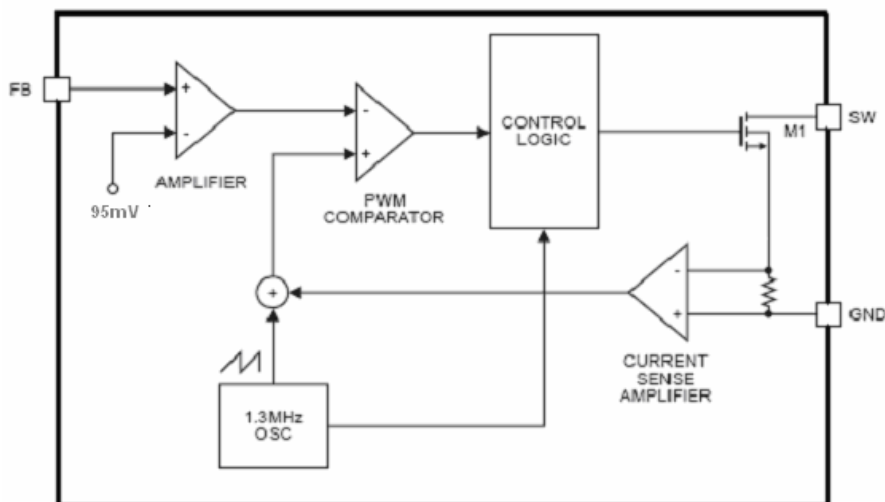 FB
+
-
AMPLIFIER
95mV
-
+
PWM
COMPARATOR
CONTROL
LOGIC
M1
SW
-
+
GND
CURRENT
SENSE
AMPLIFIER
+
1.3MHz
OSC